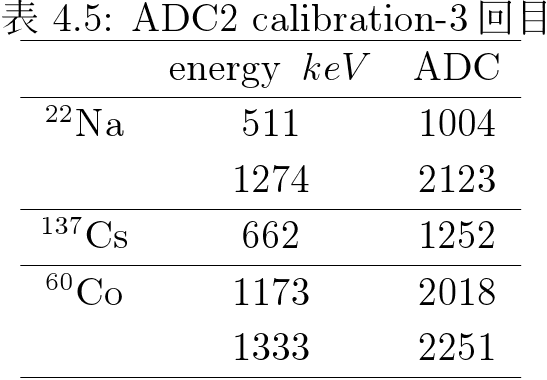 表 4.5: ADC2 calibration-3回目
energy keV ADC
²²Na 511 1004
1274 2123
¹³⁷Cs 662 1252
⁶⁰Co 1173 2018
1333 2251